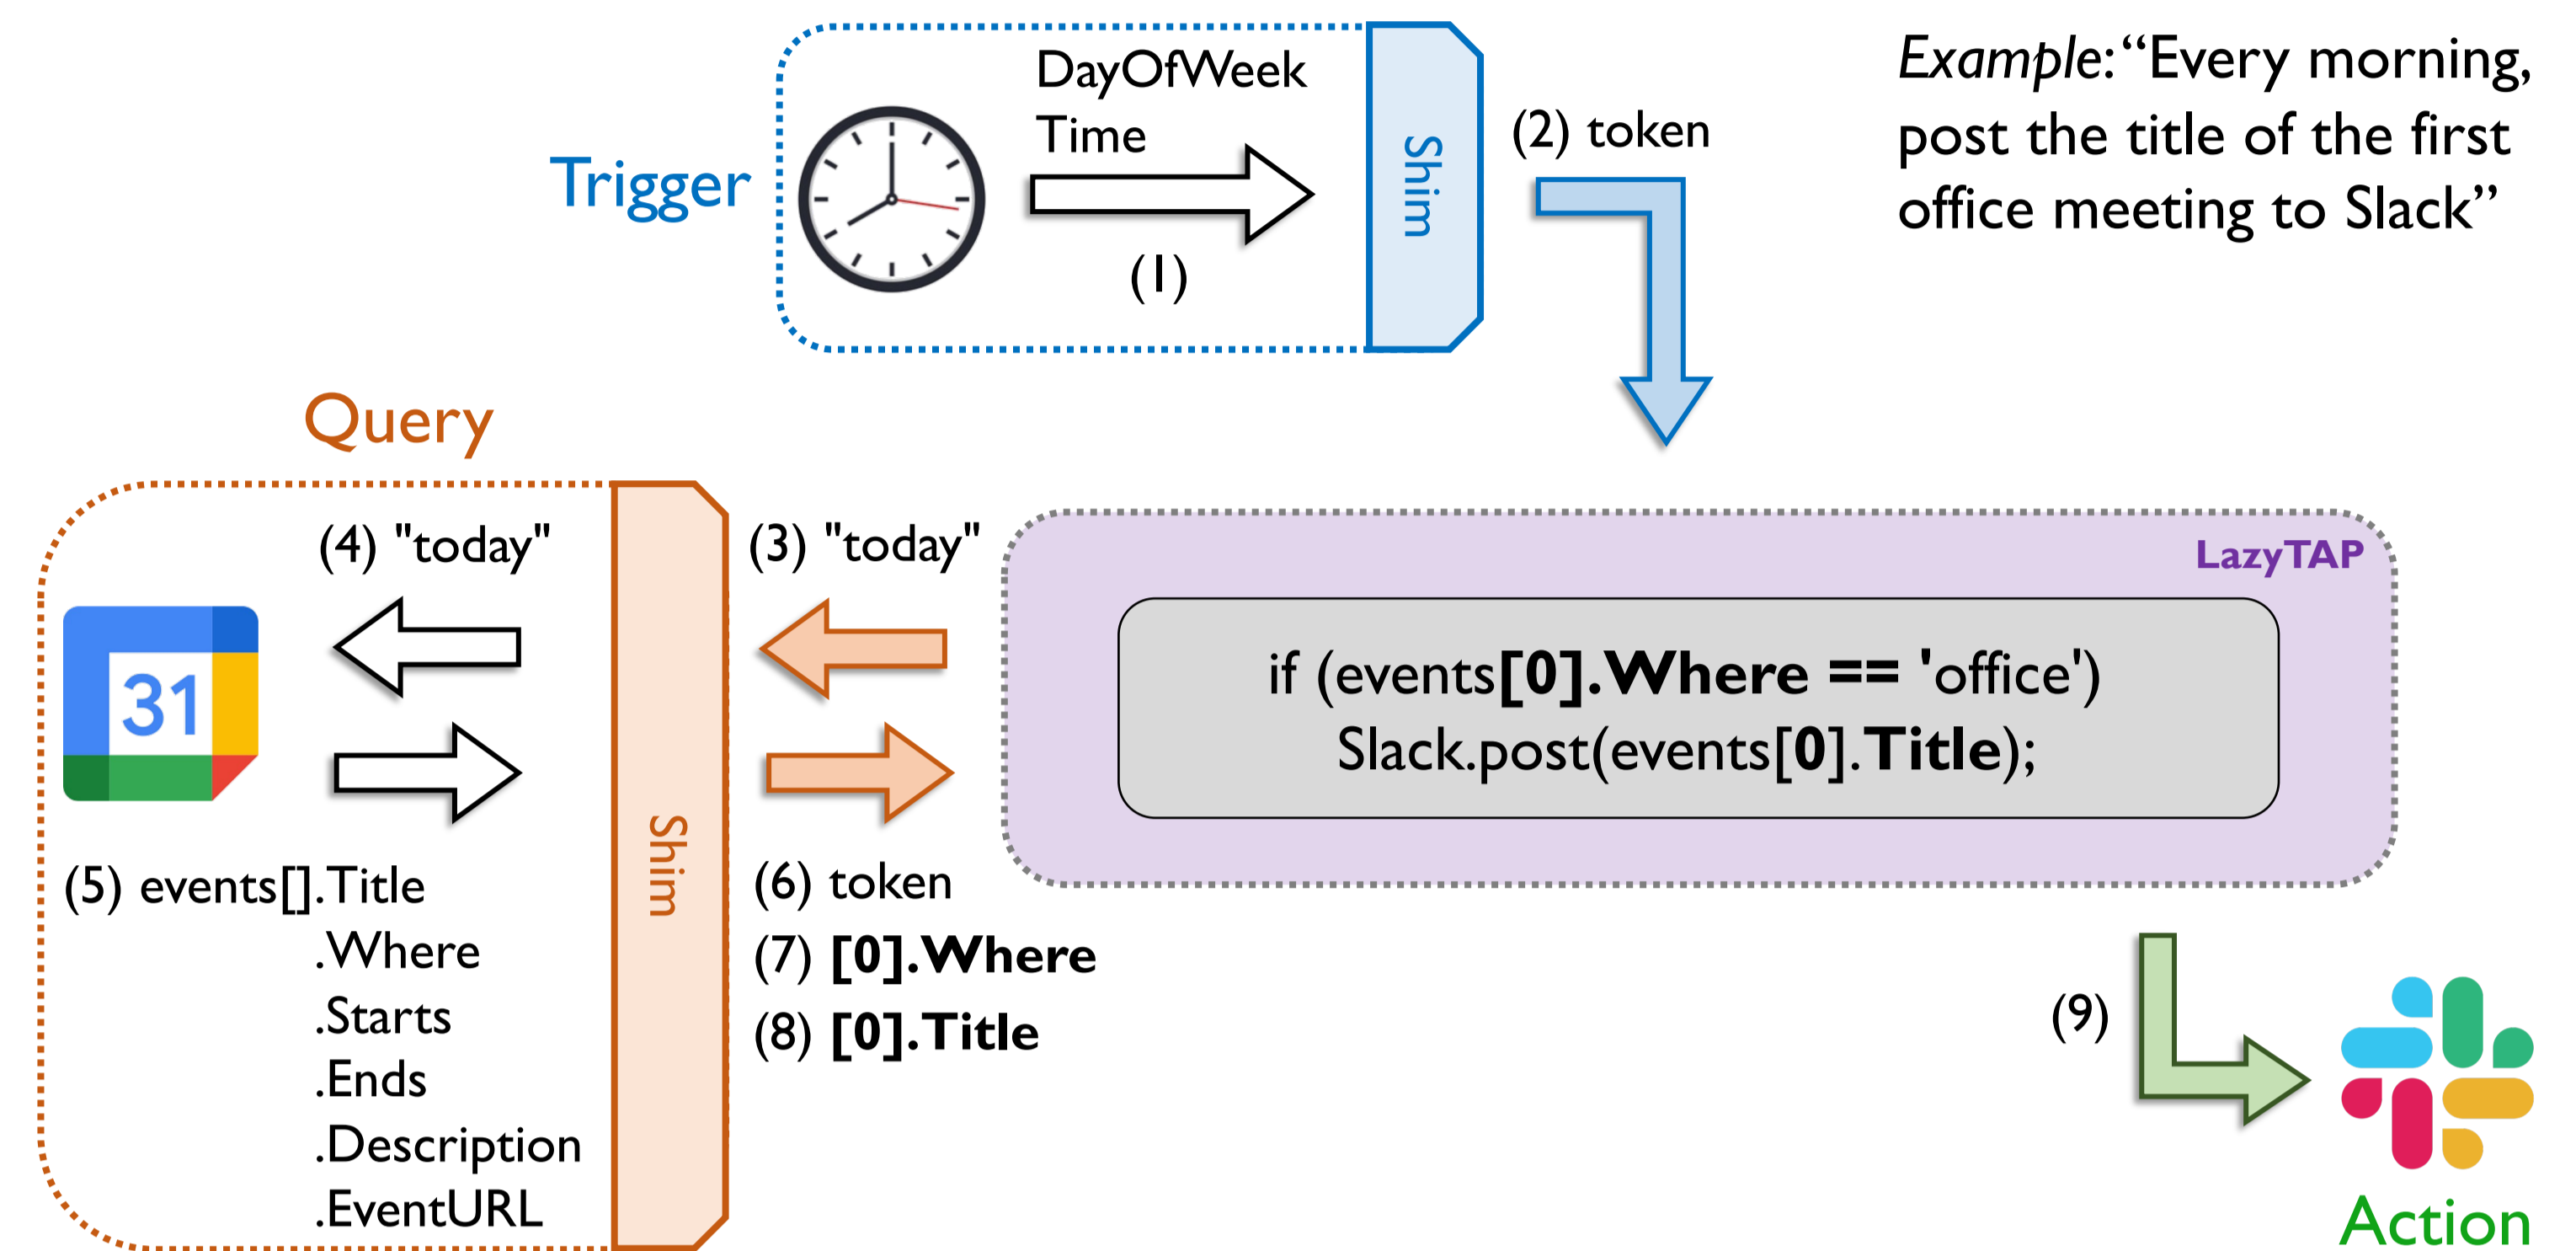 DayOfWeek
Time
(1)
Trigger
Shim
(2) token
Example: “Every morning,
post the title of the first
office meeting to Slack”
Query
(4) "today"
(3) "today"
31
Shim
(5) events[].Title
.Where
.Starts
.Ends
.Description
.EventURL
(6) token
(7) [0].Where
(8) [0].Title
LazyTAP
if (events[0].Where == 'office')
Slack.post(events[0].Title);
(9)
Action